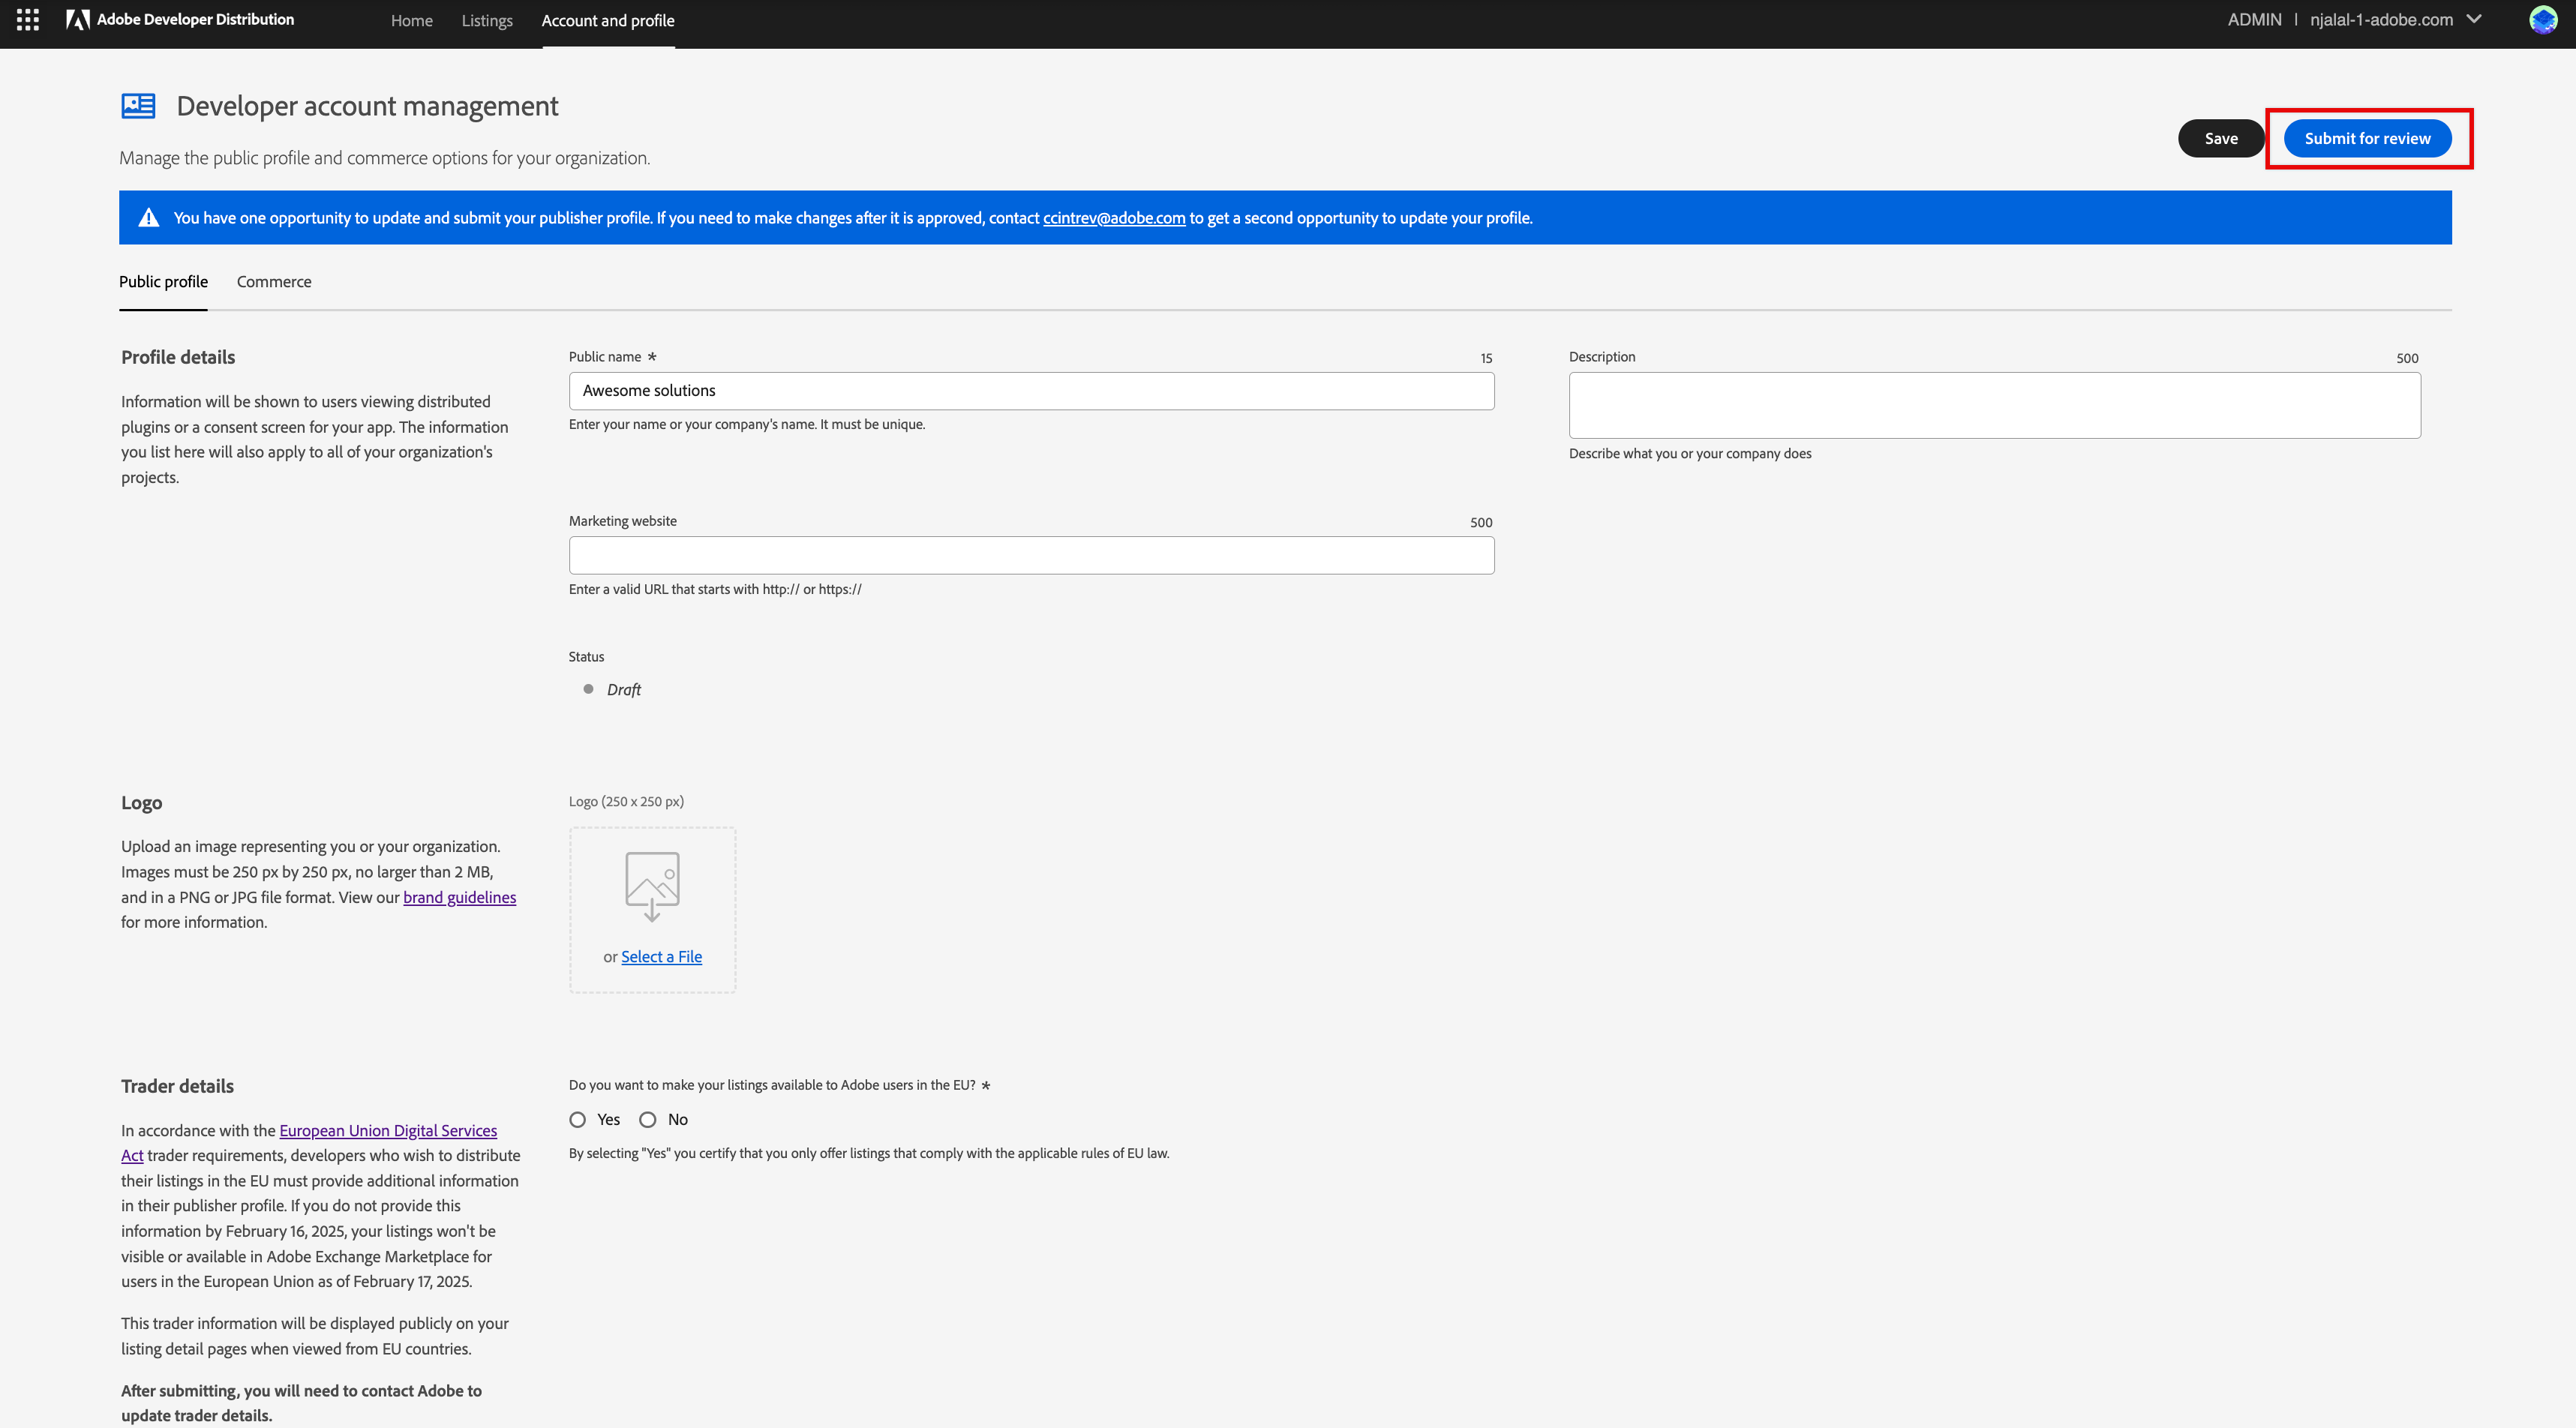 Adobe Developer Distribution Home Listings Account and profile ADMIN | njalal-1-adobe.com
Developer account management
Manage the public profile and commerce options for your organization.
Save Submit for review
You have one opportunity to update and submit your publisher profile. If you need to make changes after it is approved, contact ccintrev@adobe.com to get a second opportunity to update your profile.
Public profile Commerce
Profile details
Information will be shown to users viewing distributed
plugins or a consent screen for your app. The information
you list here will also apply to all of your organization's
projects.
Public name * 15
Awesome solutions
Enter your name or your company's name. It must be unique.
Description 500
Describe what you or your company does
Marketing website 500
Enter a valid URL that starts with http:// or https://
Status
Draft
Logo
Upload an image representing you or your organization.
Images must be 250 px by 250 px, no larger than 2 MB,
and in a PNG or JPG file format. View our brand guidelines
for more information.
Logo (250 x 250 px)
or Select a File
Trader details
In accordance with the European Union Digital Services
Act trader requirements, developers who wish to distribute
their listings in the EU must provide additional information
in their publisher profile. If you do not provide this
information by February 16, 2025, your listings won't be
visible or available in Adobe Exchange Marketplace for
users in the European Union as of February 17, 2025.
This trader information will be displayed publicly on your
listing detail pages when viewed from EU countries.
After submitting, you will need to contact Adobe to
update trader details.
Do you want to make your listings available to Adobe users in the EU? *
Yes No
By selecting "Yes" you certify that you only offer listings that comply with the applicable rules of EU law.